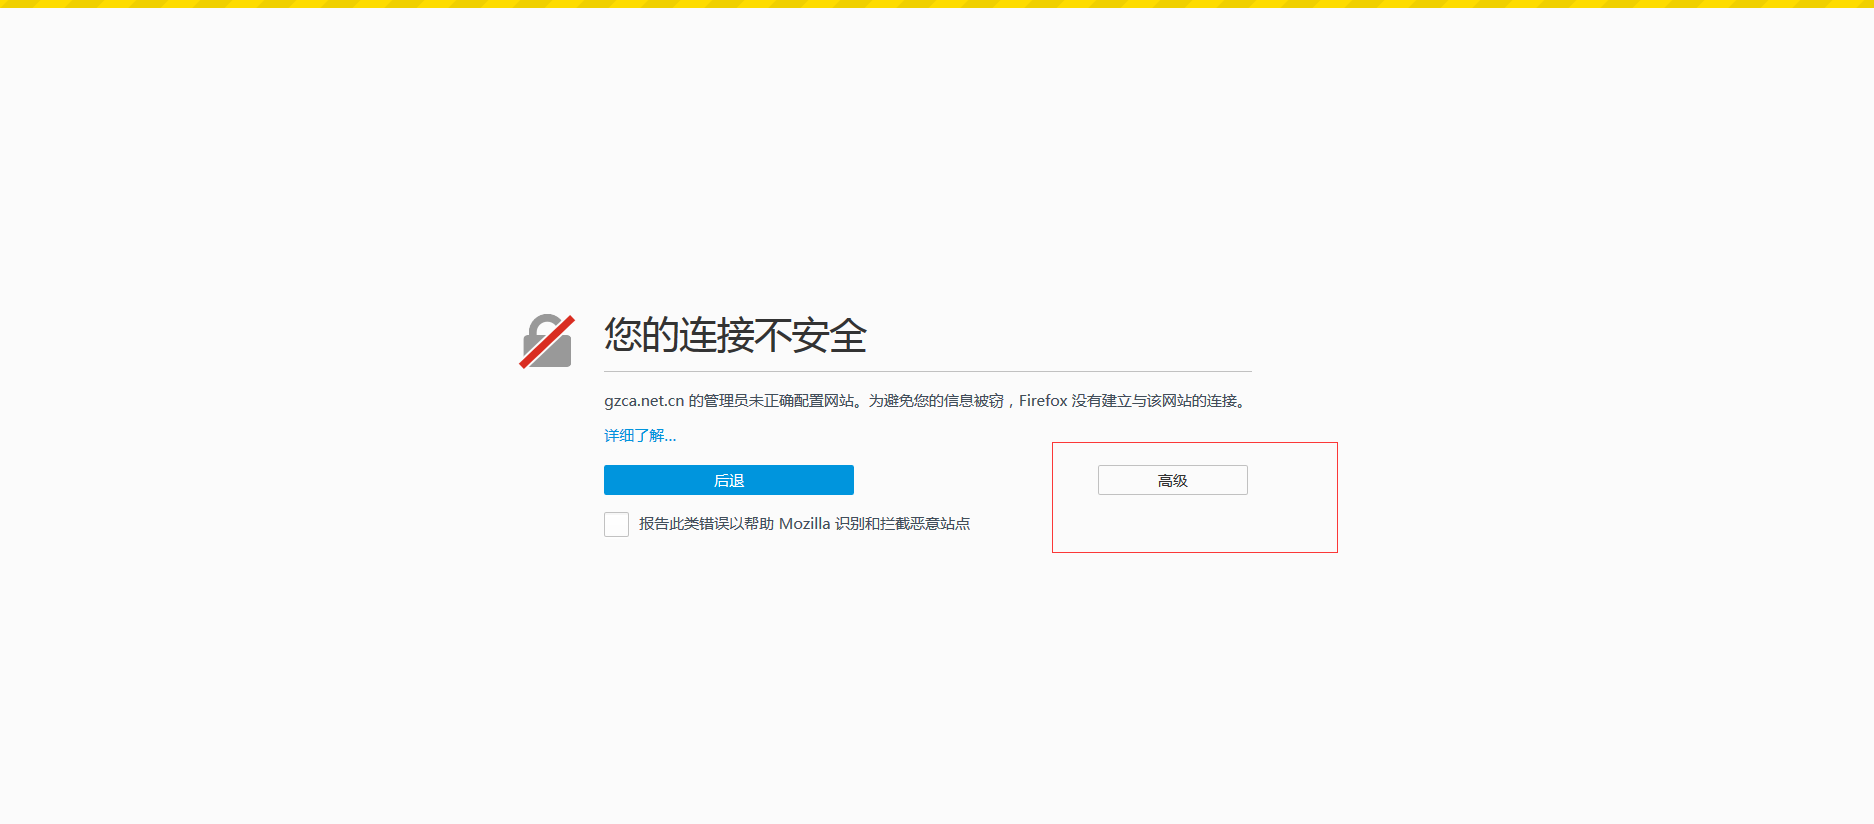 您的连接不安全
gzca.net.cn 的管理员未正确配置网站。为避免您的信息被窃，Firefox 没有建立与该网站的连接。
详细了解...
后退
高级
报告此类错误以帮助 Mozilla 识别和拦截恶意站点